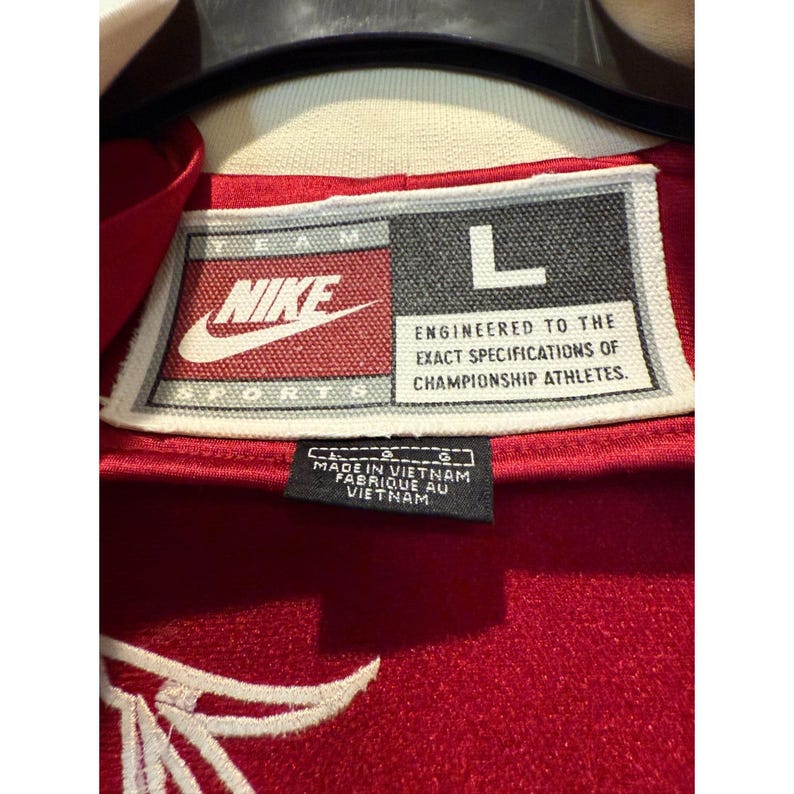 TEAM
NIKE
SPORTS
L
ENGINEERED TO THE
EXACT SPECIFICATIONS OF
CHAMPIONSHIP ATHLETES.
L G G
MADE IN VIETNAM
FABRIQUE AU
VIETNAM